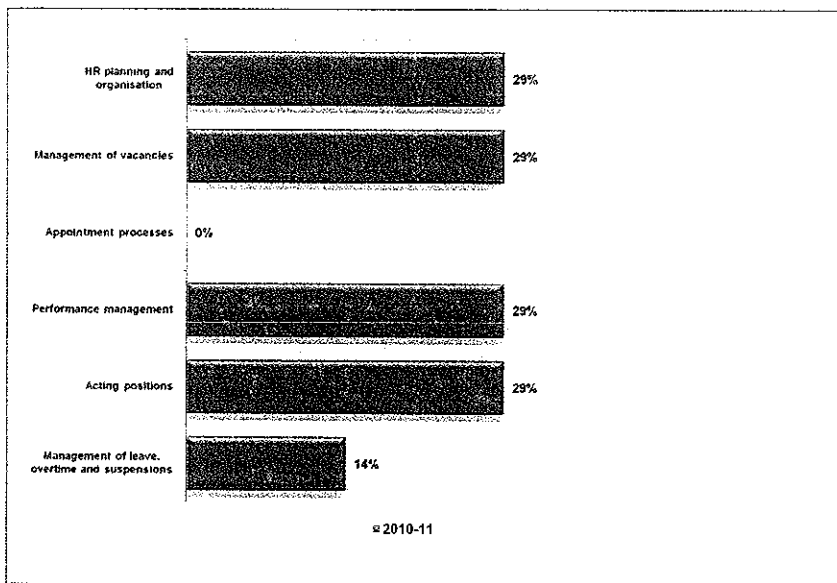 HR planning and
organisation
29%
Management of vacancies
29%
Appointment processes
0%
Performance management
29%
Acting positions
29%
Management of leave,
overtime and suspensions
14%
2010-11